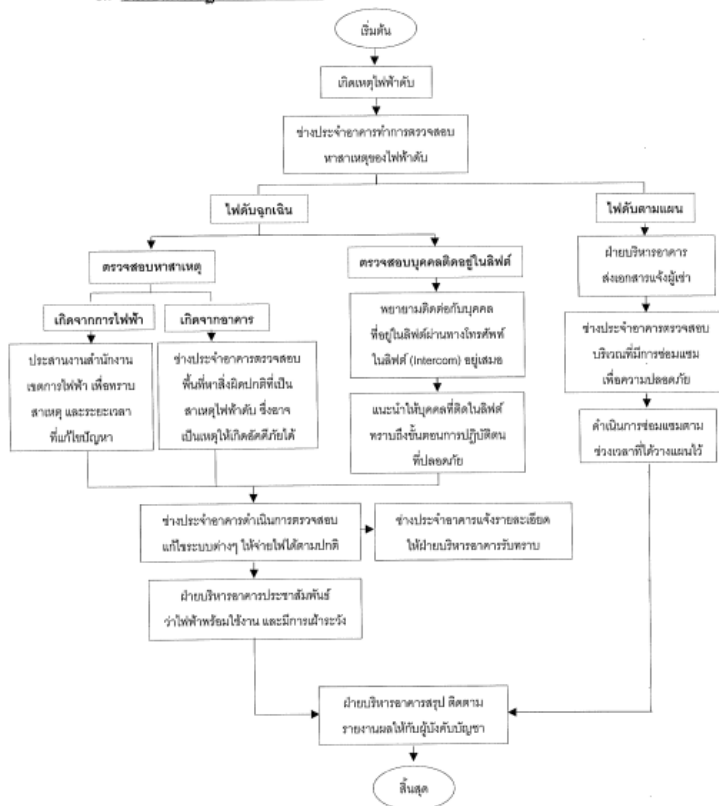 เริ่มต้น
เกิดเหตุไฟฟ้าดับ
ช่างประจำอาคารทำการตรวจสอบ
หาสาเหตุของไฟฟ้าดับ
ไฟดับฉุกเฉิน
ไฟดับตามแผน
ตรวจสอบหาสาเหตุ
ตรวจสอบบุคคลติดอยู่ในลิฟต์
ฝ่ายบริหารอาคาร
ส่งเอกสารแจ้งผู้เช่า
เกิดจากการไฟฟ้า
เกิดจากอาคาร
พยายามติดต่อกับบุคคล
ที่อยู่ในลิฟต์ผ่านทางโทรศัพท์
ในลิฟต์ (Intercom) อยู่เสมอ
ช่างประจำอาคารตรวจสอบ
บริเวณที่มีการซ่อมแซม
เพื่อความปลอดภัย
ประสานงานสำนักงาน
เขตการไฟฟ้า เพื่อทราบ
สาเหตุ และระยะเวลา
ที่แก้ไขปัญหา
ช่างประจำอาคารตรวจสอบ
พื้นที่หาสิ่งผิดปกติที่เป็น
สาเหตุไฟฟ้าดับ ซึ่งอาจ
เป็นเหตุให้เกิดอัคคีภัยได้
แนะนำให้บุคคลที่ติดในลิฟต์
ทราบถึงขั้นตอนการปฏิบัติตน
ที่ปลอดภัย
ดำเนินการซ่อมแซมตาม
ช่วงเวลาที่ได้วางแผนไว้
ช่างประจำอาคารดำเนินการตรวจสอบ
แก้ไขระบบต่างๆ ให้จ่ายไฟได้ตามปกติ
ช่างประจำอาคารแจ้งรายละเอียด
ให้ฝ่ายบริหารอาคารรับทราบ
ฝ่ายบริหารอาคารประชาสัมพันธ์
ว่าไฟฟ้าพร้อมใช้งาน และมีการเฝ้าระวัง
ฝ่ายบริหารอาคารสรุป ติดตาม
รายงานผลให้กับผู้บังคับบัญชา
สิ้นสุด